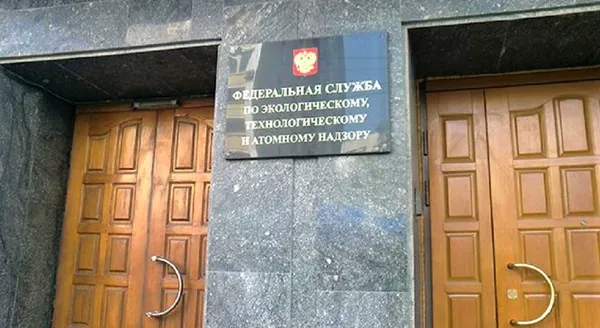 ФЕДЕРАЛЬНАЯ СЛУЖБА
ПО ЭКОЛОГИЧЕСКОМУ,
ТЕХНОЛОГИЧЕСКОМУ
И АТОМНОМУ НАДЗОРУ